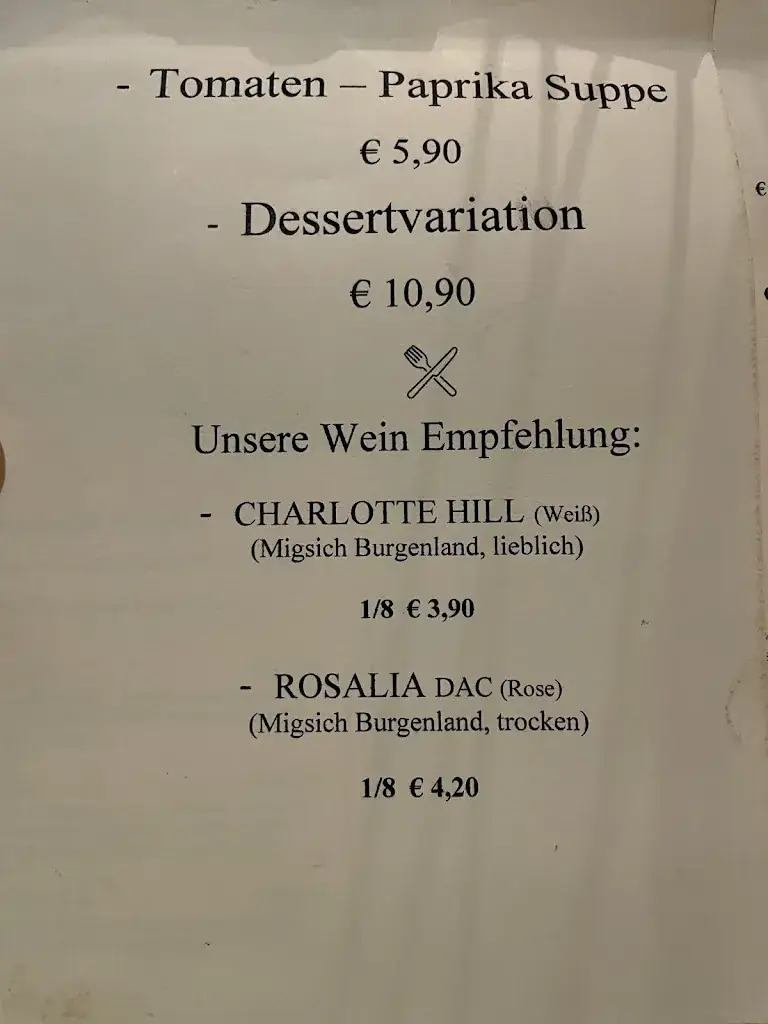 - Tomaten – Paprika Suppe
€ 5,90
- Dessertvariation
€ 10,90
Unsere Wein Empfehlung:
- CHARLOTTE HILL (Weiß)
(Migsich Burgenland, lieblich)
1/8 € 3,90
- ROSALIA DAC (Rose)
(Migsich Burgenland, trocken)
1/8 € 4,20
€